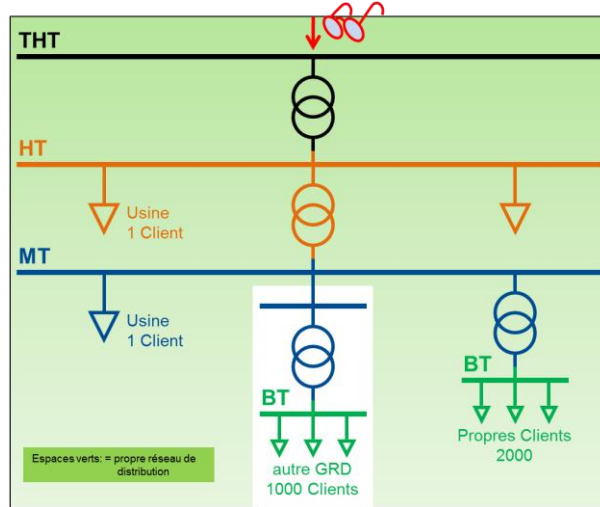 THT
HT
Usine
1 Client
MT
Usine
1 Client
BT
autre GRD
1000 Clients
BT
Propres Clients
2000
Espaces verts: = propre réseau de
distribution